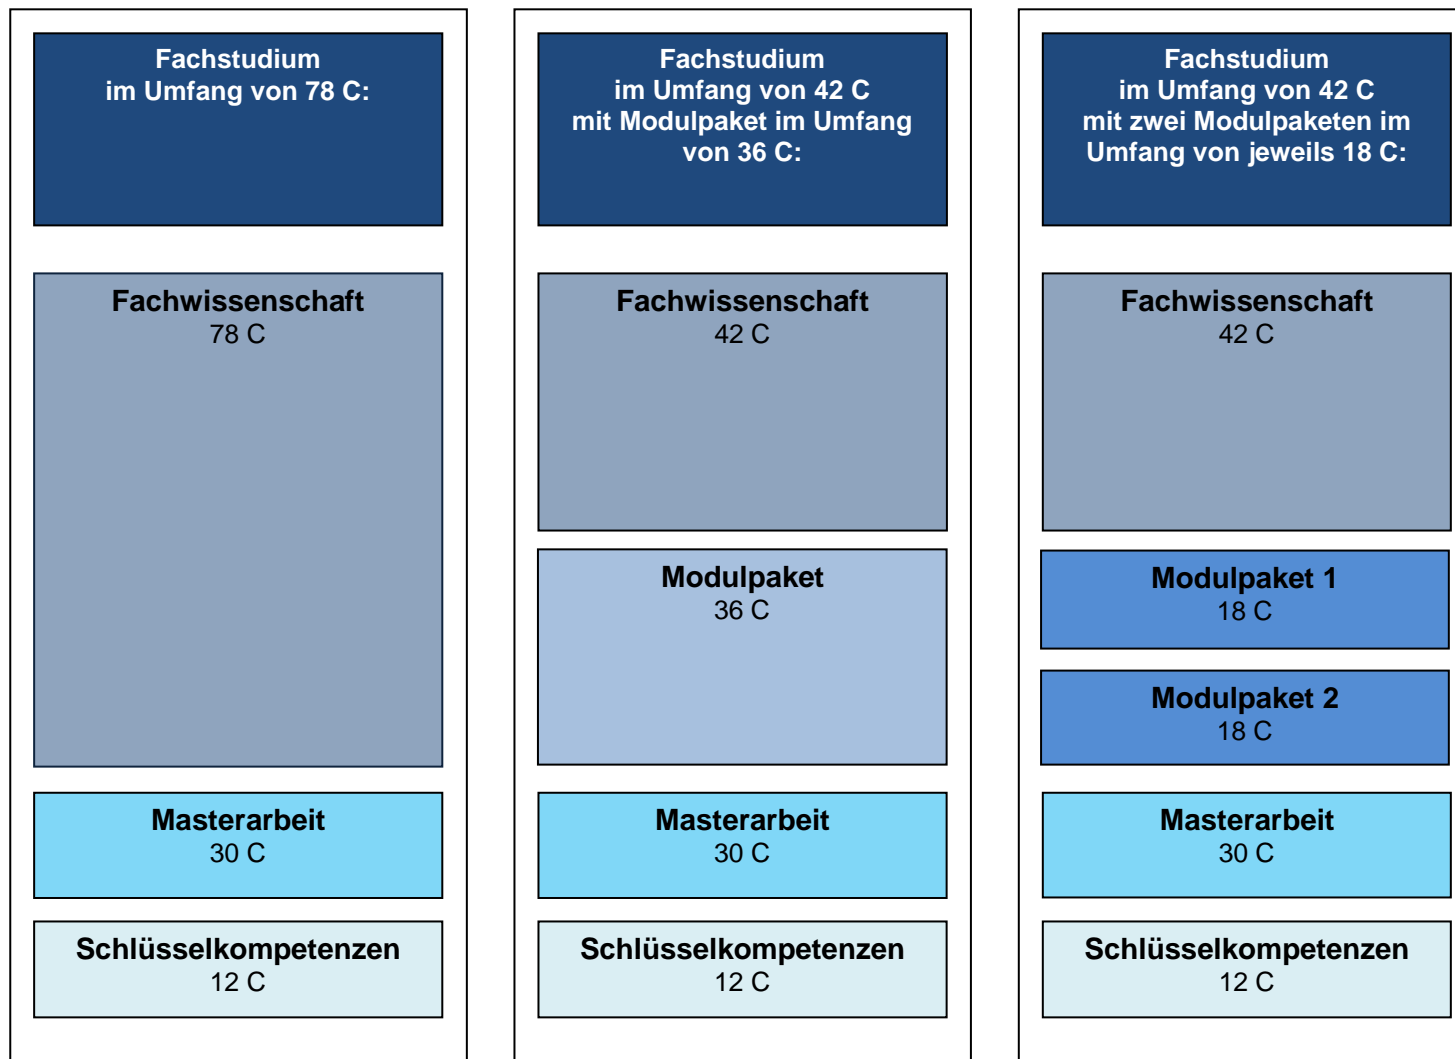 Fachstudium
im Umfang von 78 C:
Fachwissenschaft
78 C
Masterarbeit
30 C
Schlüsselkompetenzen
12 C
Fachstudium
im Umfang von 42 C
mit Modulpaket im Umfang
von 36 C:
Fachwissenschaft
42 C
Modulpaket
36 C
Masterarbeit
30 C
Schlüsselkompetenzen
12 C
Fachstudium
im Umfang von 42 C
mit zwei Modulpaketen im
Umfang von jeweils 18 C:
Fachwissenschaft
42 C
Modulpaket 1
18 C
Modulpaket 2
18 C
Masterarbeit
30 C
Schlüsselkompetenzen
12 C